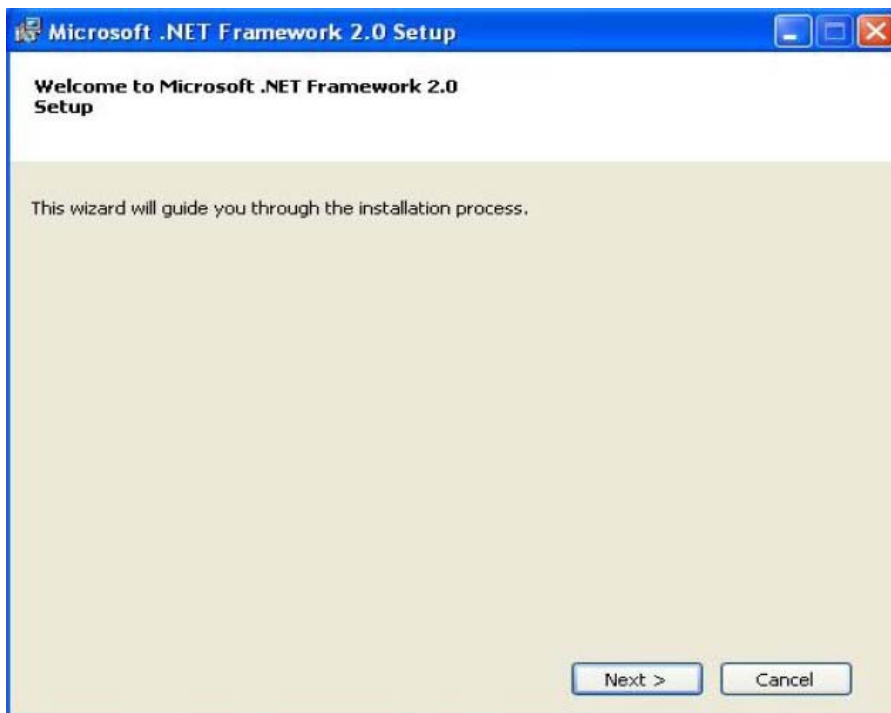 Microsoft .NET Framework 2.0 Setup
Welcome to Microsoft .NET Framework 2.0
Setup
This wizard will guide you through the installation process.
Next >
Cancel